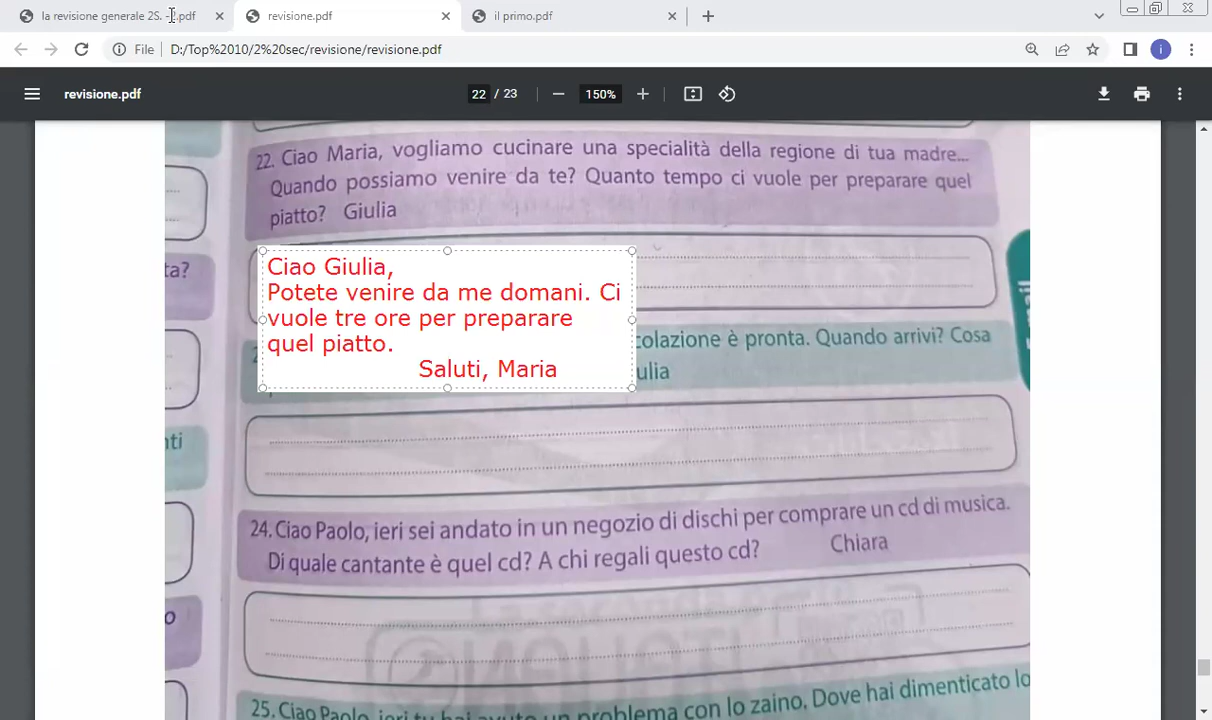 la revisione generale 2S. -2.pdf
revisione.pdf
il primo.pdf
File
D:/Top%2010/2%20sec/revisione/revisione.pdf
i
revisione.pdf
22 / 23
150%
22. Ciao Maria, vogliamo cucinare una specialità della regione di tua madre...
Quando possiamo venire da te? Quanto tempo ci vuole per preparare quel
piatto? Giulia
ta?
Ciao Giulia,
Potete venire da me domani. Ci
vuole tre ore per preparare
quel piatto.
Saluti, Maria
colazione è pronta. Quando arrivi? Cosa
ulia
nti
24. Ciao Paolo, ieri sei andato in un negozio di dischi per comprare un cd di musica.
Di quale cantante è quel cd? A chi regali questo cd? Chiara
o
25. Ciao Paolo, ieri tu hai avuto un problema con lo zaino. Dove hai dimenticato lo